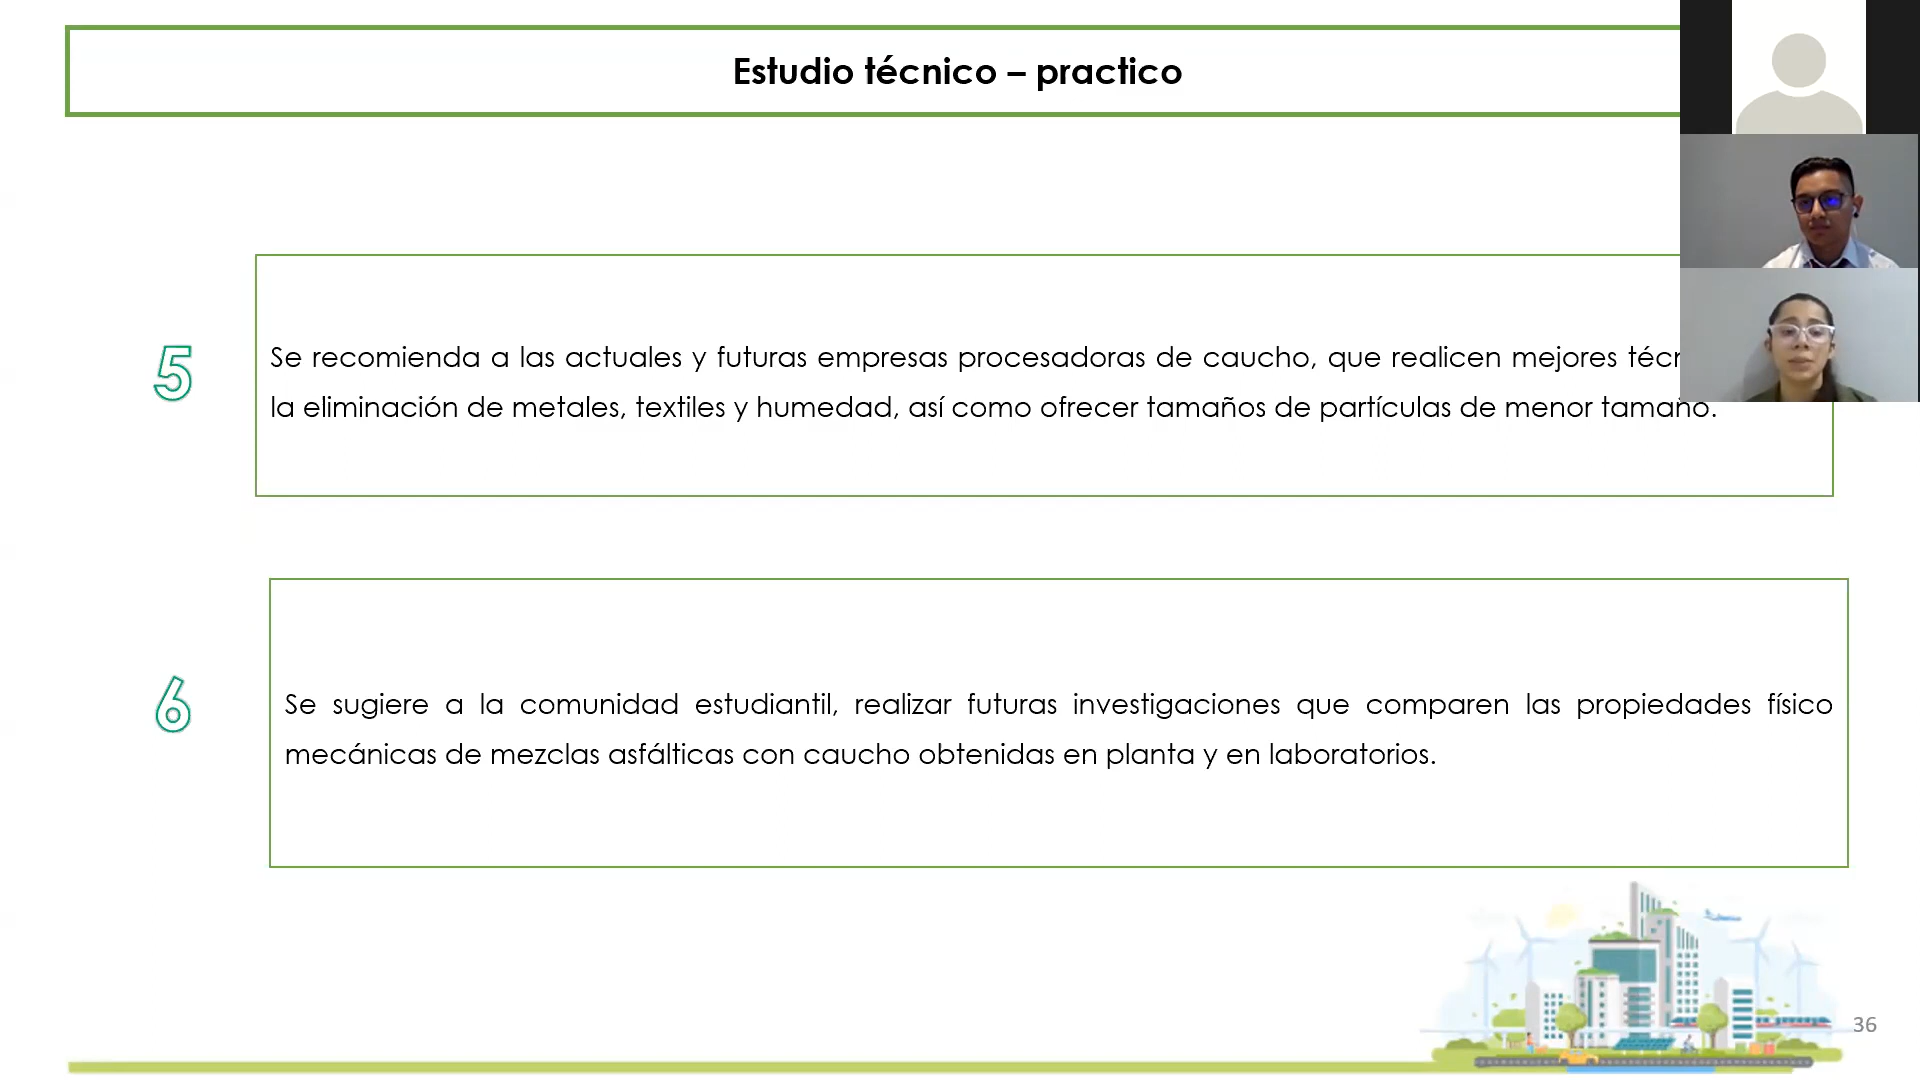 Estudio técnico – practico
5
Se recomienda a las actuales y futuras empresas procesadoras de caucho, que realicen mejores
la eliminación de metales, textiles y humedad, así como ofrecer tamaños de partículas de menor tamaño.
6
Se sugiere a la comunidad estudiantil, realizar futuras investigaciones que comparen las propiedades físico
mecánicas de mezclas asfálticas con caucho obtenidas en planta y en laboratorios.
36